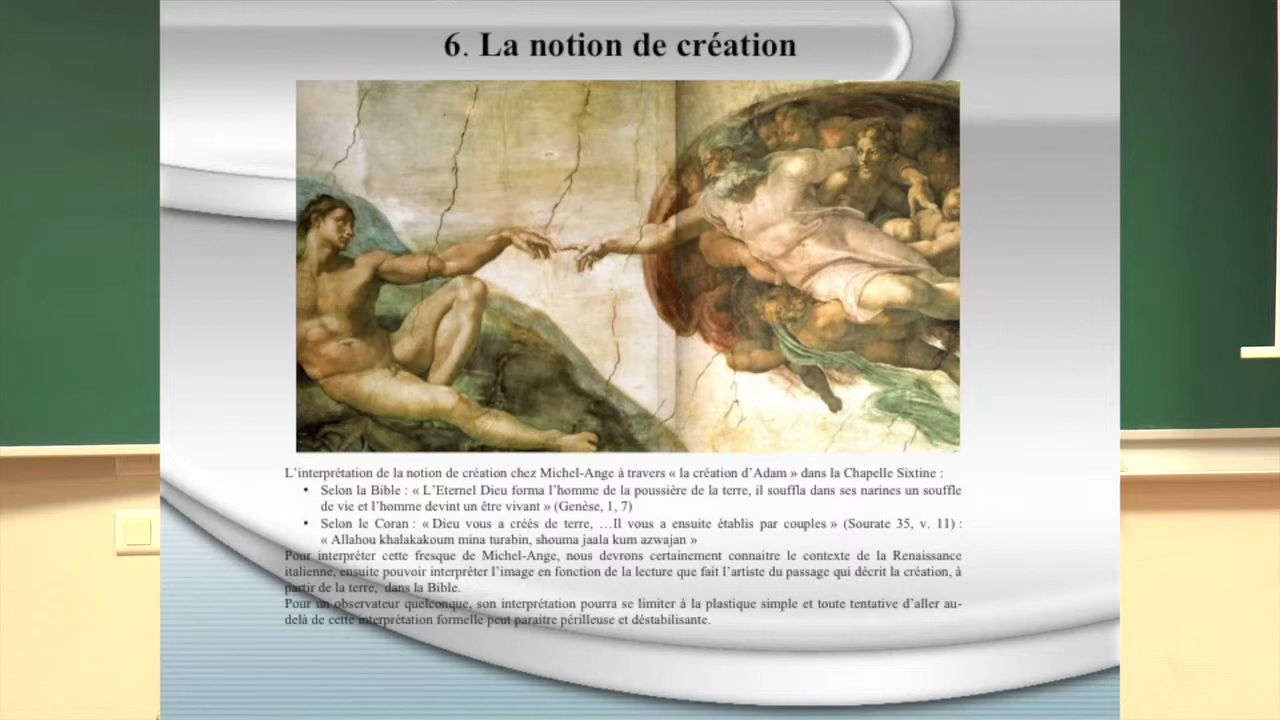 6. La notion de création
L'interprétation de la notion de création chez Michel-Ange à travers « la création d'Adam » dans la Chapelle Sixtine :
• Selon la Bible : « L'Eternel Dieu forma l'homme de la poussière de la terre, il souffla dans ses narines un souffle
de vie et l'homme devint un être vivant » (Genèse, 1, 7)
• Selon le Coran : « Dieu vous a créés de terre, …Il vous a ensuite établis par couples » (Sourate 35, v. 11) :
« Allahou khalakakoum mina turabin, shouma jaala kum azwajan »
Pour interpréter cette fresque de Michel-Ange, nous devrons certainement connaitre le contexte de la Renaissance
italienne, ensuite pouvoir interpréter l'image en fonction de la lecture que fait l'artiste du passage qui décrit la création, à
partir de la terre, dans la Bible.
Pour un observateur quelconque, son interprétation pourra se limiter à la plastique simple et toute tentative d'aller au-
delà de cette interprétation formelle peut paraitre périlleuse et déstabilisante.